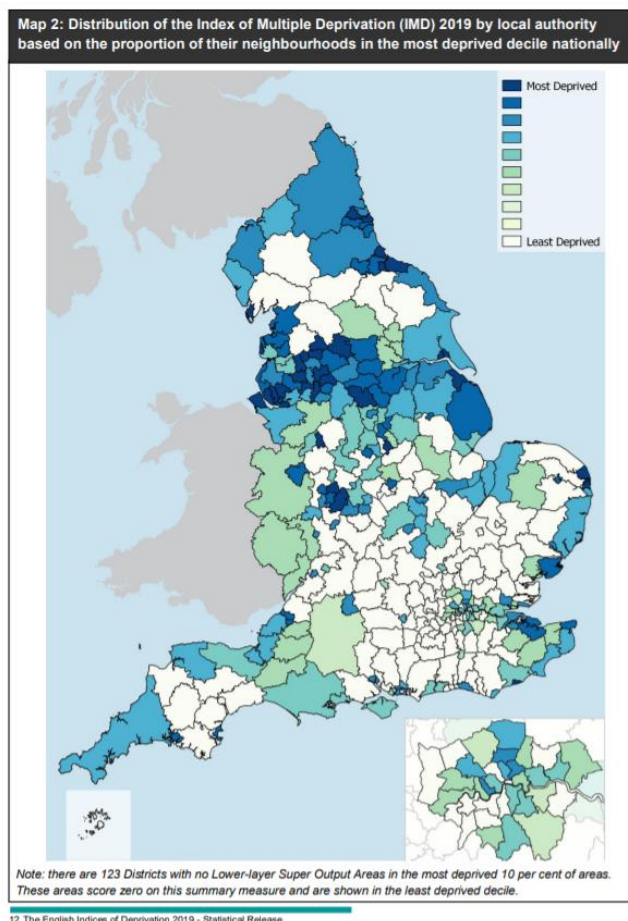 Map 2: Distribution of the Index of Multiple Deprivation (IMD) 2019 by local authority
based on the proportion of their neighbourhoods in the most deprived decile nationally
Most Deprived
Least Deprived
Note: there are 123 Districts with no Lower-layer Super Output Areas in the most deprived 10 per cent of areas.
These areas score zero on this summary measure and are shown in the least deprived decile.
12 The English Indices of Deprivation 2019 - Statistical Release